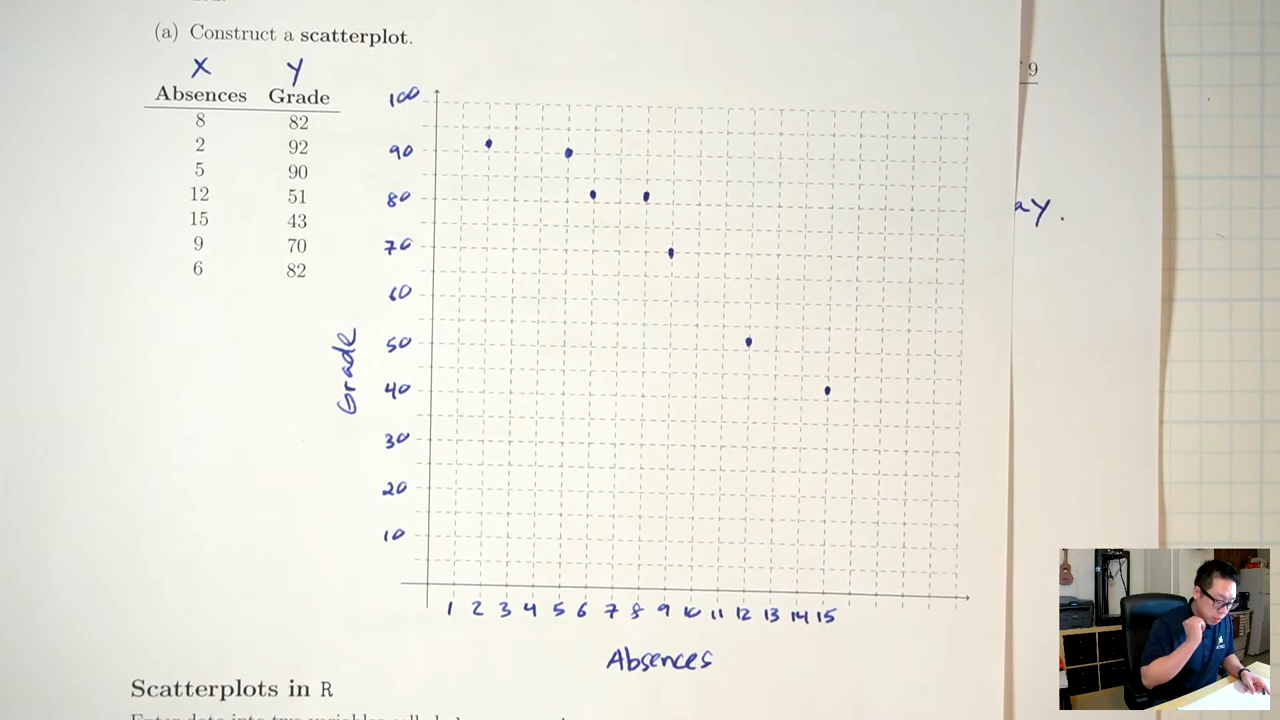 (a) Construct a scatterplot.
X Y
Absences Grade
8 82
2 92
5 90
12 51
15 43
9 70
6 82
100
90
80
70
60
50
40
30
20
10
Grade
1 2 3 4 5 6 7 8 9 10 11 12 13 14 15
Absences
Scatterplots in R
9
ay.